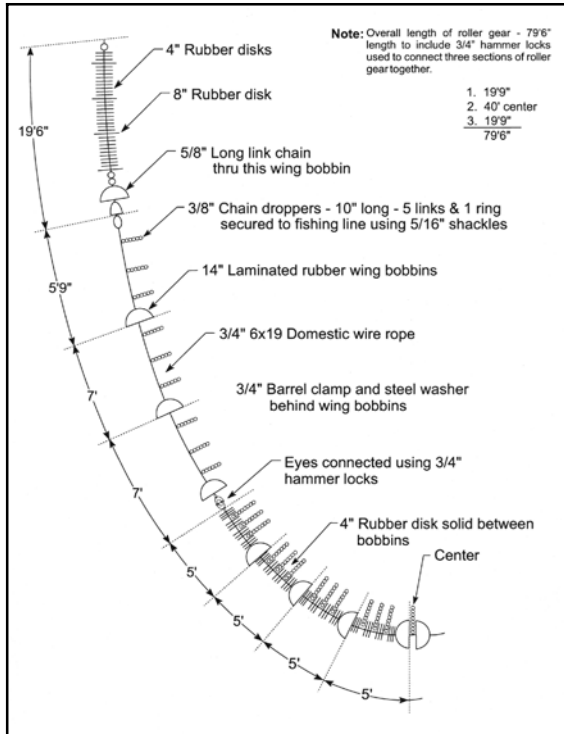 Note: Overall length of roller gear - 79'6"
length to include 3/4" hammer locks
used to connect three sections of roller
gear together.
1. 19'9"
2. 40' center
3. 19'9"
79'6"
4" Rubber disks
8" Rubber disk
19'6"
5/8" Long link chain
thru this wing bobbin
3/8" Chain droppers - 10" long - 5 links & 1 ring
secured to fishing line using 5/16" shackles
5'9"
14" Laminated rubber wing bobbins
3/4" 6x19 Domestic wire rope
7'
3/4" Barrel clamp and steel washer
behind wing bobbins
7'
Eyes connected using 3/4"
hammer locks
4" Rubber disk solid between
bobbins
Center
5'
5'
5'
5'